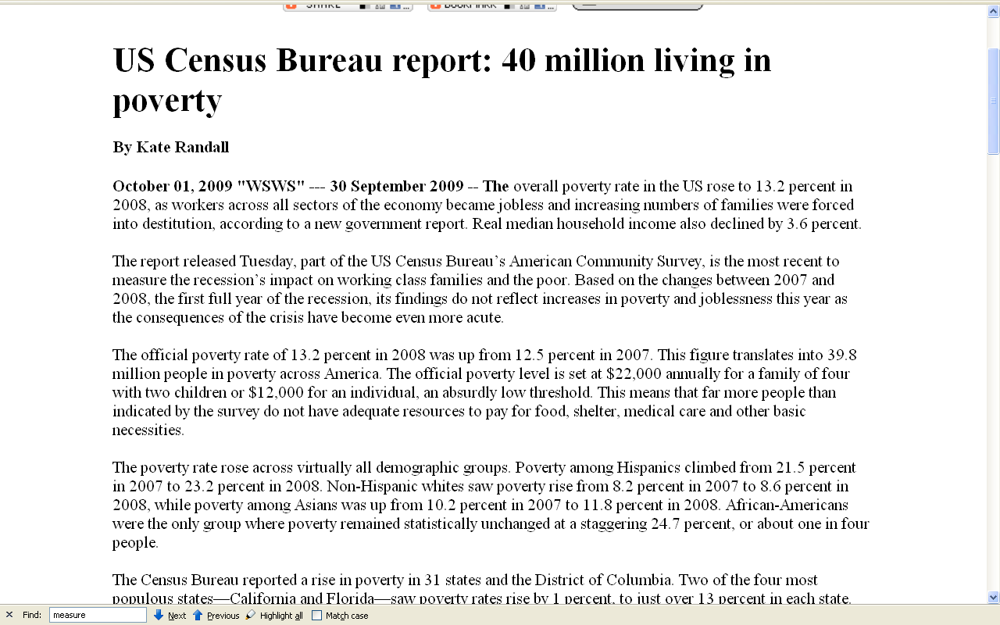 SHARE
BOOKMARK
US Census Bureau report: 40 million living in
poverty
By Kate Randall
October 01, 2009 "WSWS" --- 30 September 2009 -- The overall poverty rate in the US rose to 13.2 percent in
2008, as workers across all sectors of the economy became jobless and increasing numbers of families were forced
into destitution, according to a new government report. Real median household income also declined by 3.6 percent.
The report released Tuesday, part of the US Census Bureau’s American Community Survey, is the most recent to
measure the recession’s impact on working class families and the poor. Based on the changes between 2007 and
2008, the first full year of the recession, its findings do not reflect increases in poverty and joblessness this year as
the consequences of the crisis have become even more acute.
The official poverty rate of 13.2 percent in 2008 was up from 12.5 percent in 2007. This figure translates into 39.8
million people in poverty across America. The official poverty level is set at $22,000 annually for a family of four
with two children or $12,000 for an individual, an absurdly low threshold. This means that far more people than
indicated by the survey do not have adequate resources to pay for food, shelter, medical care and other basic
necessities.
The poverty rate rose across virtually all demographic groups. Poverty among Hispanics climbed from 21.5 percent
in 2007 to 23.2 percent in 2008. Non-Hispanic whites saw poverty rise from 8.2 percent in 2007 to 8.6 percent in
2008, while poverty among Asians was up from 10.2 percent in 2007 to 11.8 percent in 2008. African-Americans
were the only group where poverty remained statistically unchanged at a staggering 24.7 percent, or about one in four
people.
The Census Bureau reported a rise in poverty in 31 states and the District of Columbia. Two of the four most
populous states—California and Florida—saw poverty rates rise by 1 percent, to just over 13 percent in each state.
Find: measure Next Previous Highlight all Match case